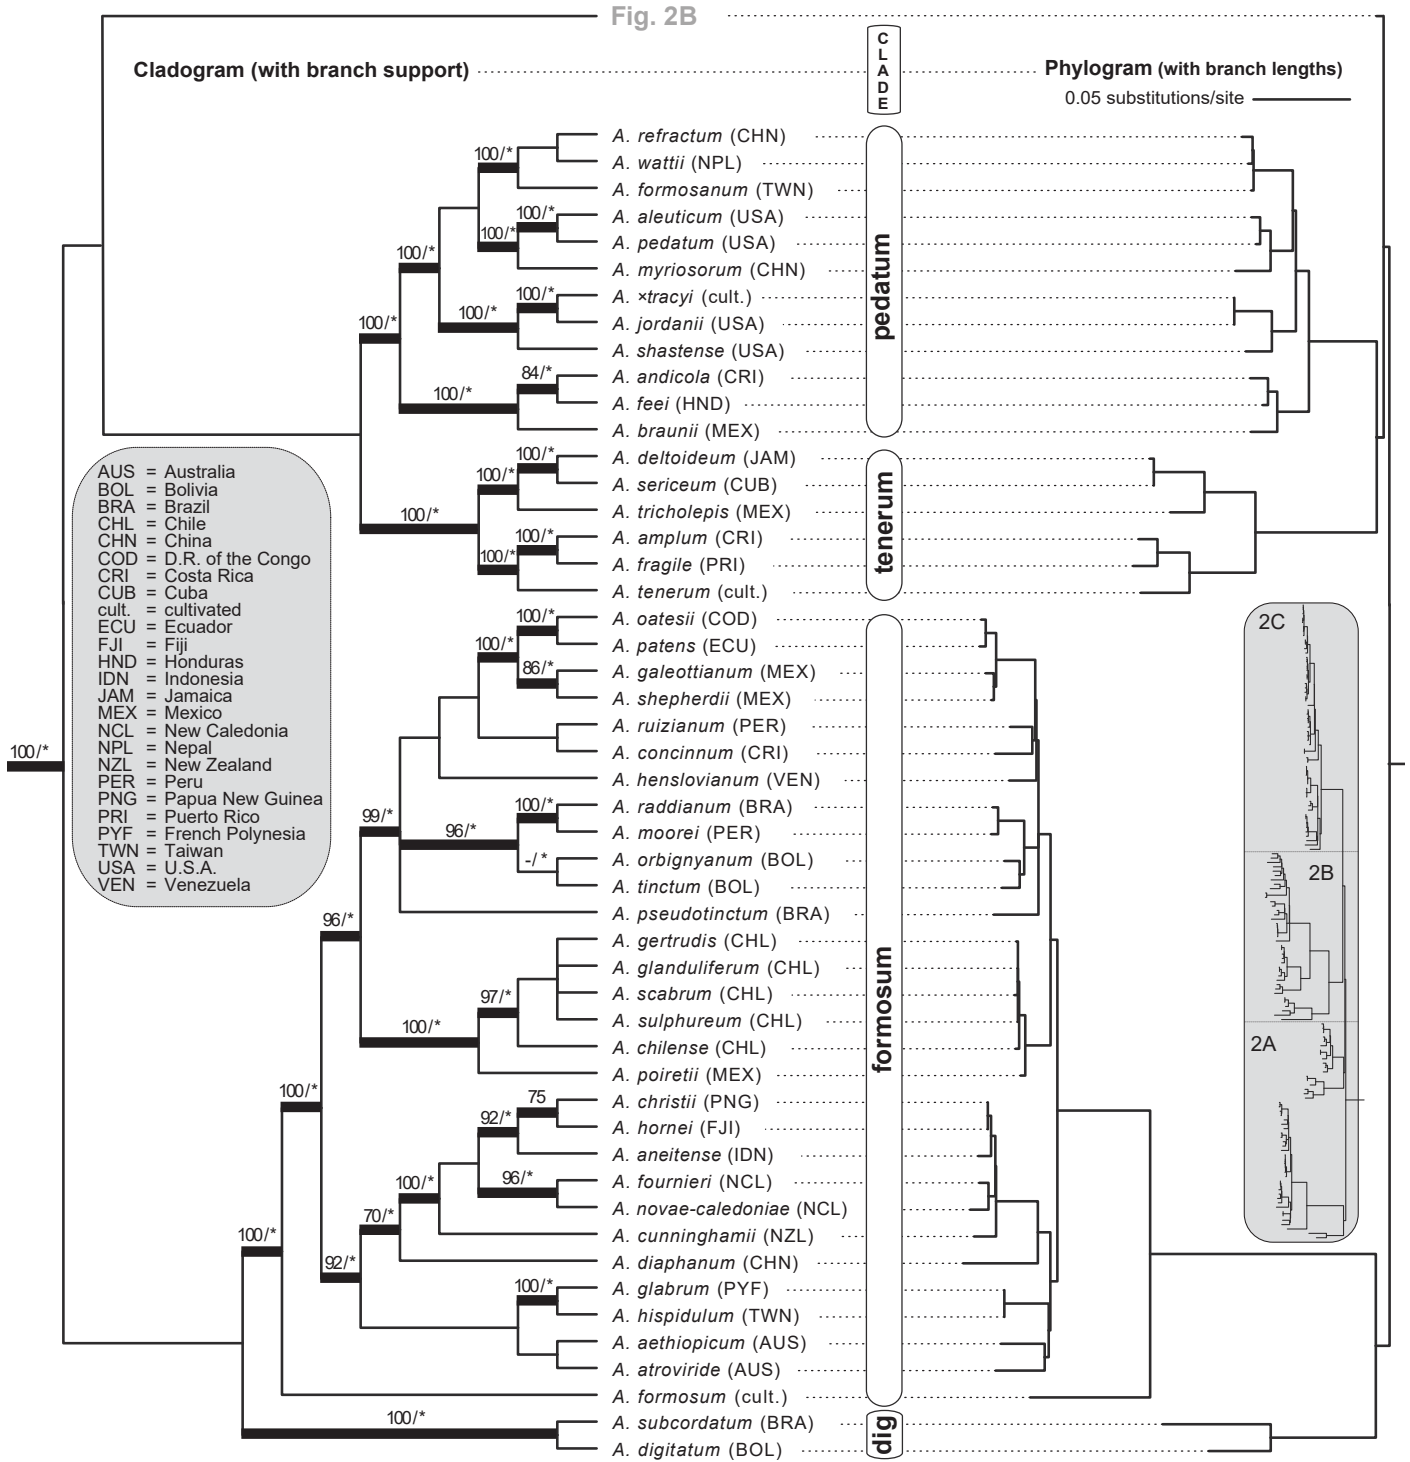 Fig. 2B
CLADE
Cladogram (with branch support)
Phylogram (with branch lengths)
0.05 substitutions/site
A. refractum (CHN)
100/*
A. wattii (NPL)
A. formosanum (TWN)
100/*
A. aleuticum (USA)
100/*
A. pedatum (USA)
100/*
A. myriosorum (CHN)
100/*
A. ×tracyi (cult.)
100/*
A. jordanii (USA)
100/*
A. shastense (USA)
84/*
A. andicola (CRI)
100/*
A. feei (HND)
A. braunii (MEX)
pedatum
100/*
A. deltoideum (JAM)
100/*
A. sericeum (CUB)
A. tricholepis (MEX)
100/*
100/*
A. amplum (CRI)
100/*
A. fragile (PRI)
A. tenerum (cult.)
tenerum
100/*
A. oatesii (COD)
100/*
A. patens (ECU)
86/*
A. galeottianum (MEX)
A. shepherdii (MEX)
A. ruizianum (PER)
A. concinnum (CRI)
A. henslovianum (VEN)
100/*
A. raddianum (BRA)
99/*
96/*
A. moorei (PER)
-/*
A. orbignyanum (BOL)
A. tinctum (BOL)
A. pseudotinctum (BRA)
96/*
A. gertrudis (CHL)
A. glanduliferum (CHL)
97/*
A. scabrum (CHL)
A. sulphureum (CHL)
100/*
A. chilense (CHL)
A. poiretii (MEX)
100/*
75
A. christii (PNG)
92/*
A. hornei (FJI)
A. aneitense (IDN)
96/*
A. fournieri (NCL)
100/*
A. novae-caledoniae (NCL)
70/*
A. cunninghamii (NZL)
100/*
A. diaphanum (CHN)
92/*
100/*
A. glabrum (PYF)
A. hispidulum (TWN)
A. aethiopicum (AUS)
A. atroviride (AUS)
A. formosum (cult.)
formosum
100/*
A. subcordatum (BRA)
A. digitatum (BOL)
dig
100/*
AUS = Australia
BOL = Bolivia
BRA = Brazil
CHL = Chile
CHN = China
COD = D.R. of the Congo
CRI = Costa Rica
CUB = Cuba
cult. = cultivated
ECU = Ecuador
FJI = Fiji
HND = Honduras
IDN = Indonesia
JAM = Jamaica
MEX = Mexico
NCL = New Caledonia
NPL = Nepal
NZL = New Zealand
PER = Peru
PNG = Papua New Guinea
PRI = Puerto Rico
PYF = French Polynesia
TWN = Taiwan
USA = U.S.A.
VEN = Venezuela
2C
2B
2A